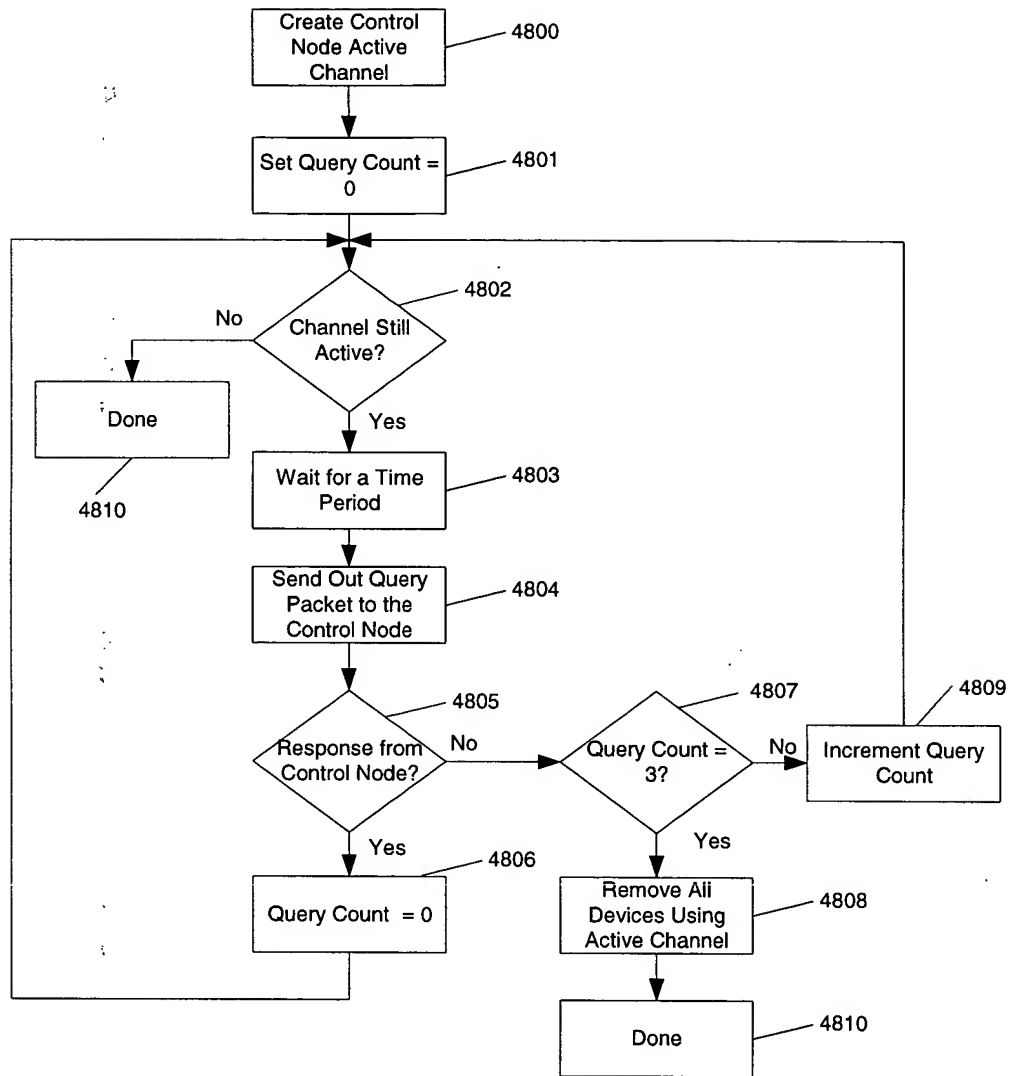 Create Control
Node Active
Channel
4800
Set Query Count =
0
4801
4802
No
Channel Still
Active?
Done
Yes
4810
Wait for a Time
Period
4803
Send Out Query
Packet to the
Control Node
4804
4805
Response from
Control Node?
No
4807
Query Count =
3?
No
4809
Increment Query
Count
Yes
4806
Query Count = 0
Yes
Remove All
Devices Using
Active Channel
4808
Done
4810